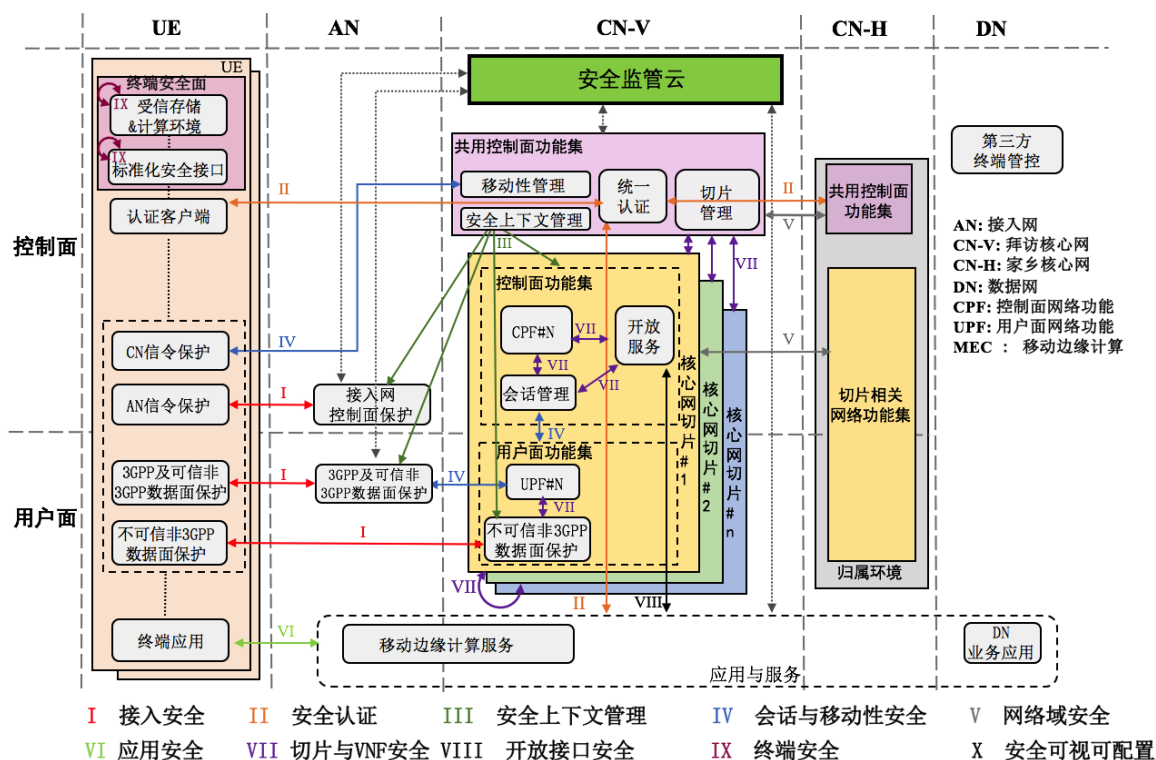 UE
AN
CN-V
CN-H
DN
UE
终端安全面
IX
受信存储
&计算环境
IX
标准化安全接口
认证客户端
控制面
CN信令保护
AN信令保护
3GPP及可信非
3GPP数据面保护
不可信非3GPP
数据面保护
用户面
终端应用
II
IV
I
I
I
VI
接入网
控制面保护
3GPP及可信非
3GPP数据面保护
IV
安全监管云
共用控制面功能集
移动性管理
安全上下文管理
统一
认证
切片
管理
III
VII
控制面功能集
CPF#N
VII
开放
服务
VII
VII
会话管理
IV
用户面功能集
UPF#N
VII
不可信非3GPP
数据面保护
核心网切片#1
核心网切片#2
核心网切片#n
VII
II
VIII
II
V
V
共用控制面
功能集
切片相关
网络功能集
归属环境
第三方
终端管控
AN: 接入网
CN-V: 拜访核心网
CN-H: 家乡核心网
DN: 数据网
CPF: 控制面网络功能
UPF: 用户面网络功能
MEC : 移动边缘计算
移动边缘计算服务
DN
业务应用
应用与服务
I 接入安全
II 安全认证
III 安全上下文管理
IV 会话与移动性安全
V 网络域安全
VI 应用安全
VII 切片与VNF安全
VIII 开放接口安全
IX 终端安全
X 安全可视可配置